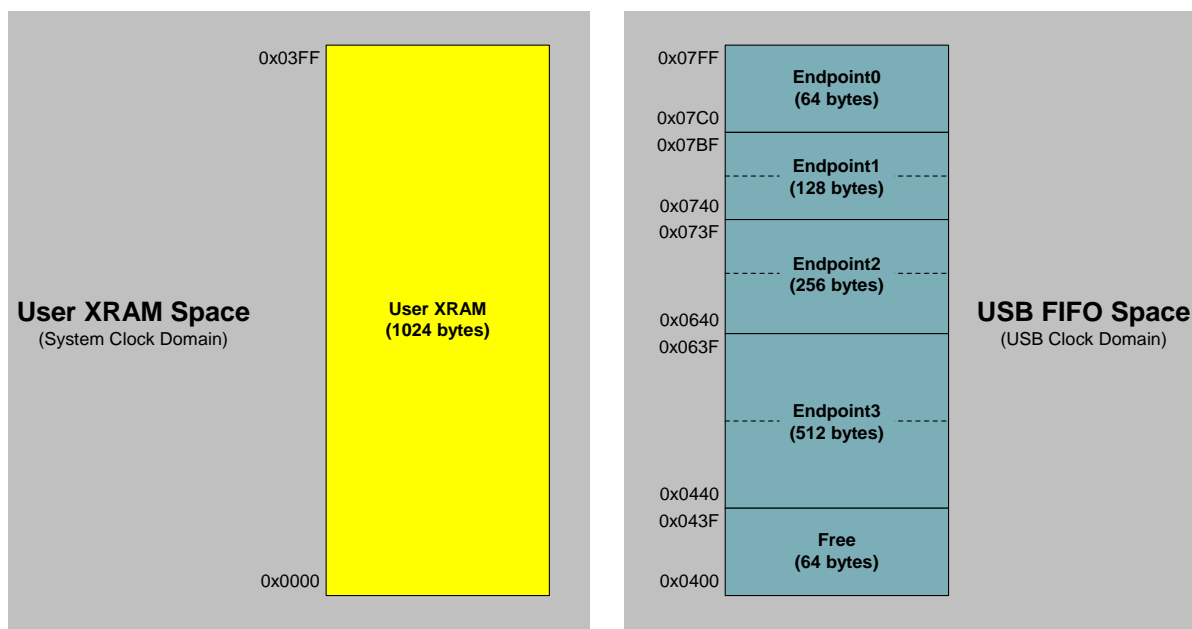 0x03FF
User XRAM Space
(System Clock Domain)
User XRAM
(1024 bytes)
0x0000
0x07FF
Endpoint0
(64 bytes)
0x07C0
0x07BF
Endpoint1
(128 bytes)
0x0740
0x073F
Endpoint2
(256 bytes)
0x0640
0x063F
Endpoint3
(512 bytes)
0x0440
0x043F
Free
(64 bytes)
0x0400
USB FIFO Space
(USB Clock Domain)